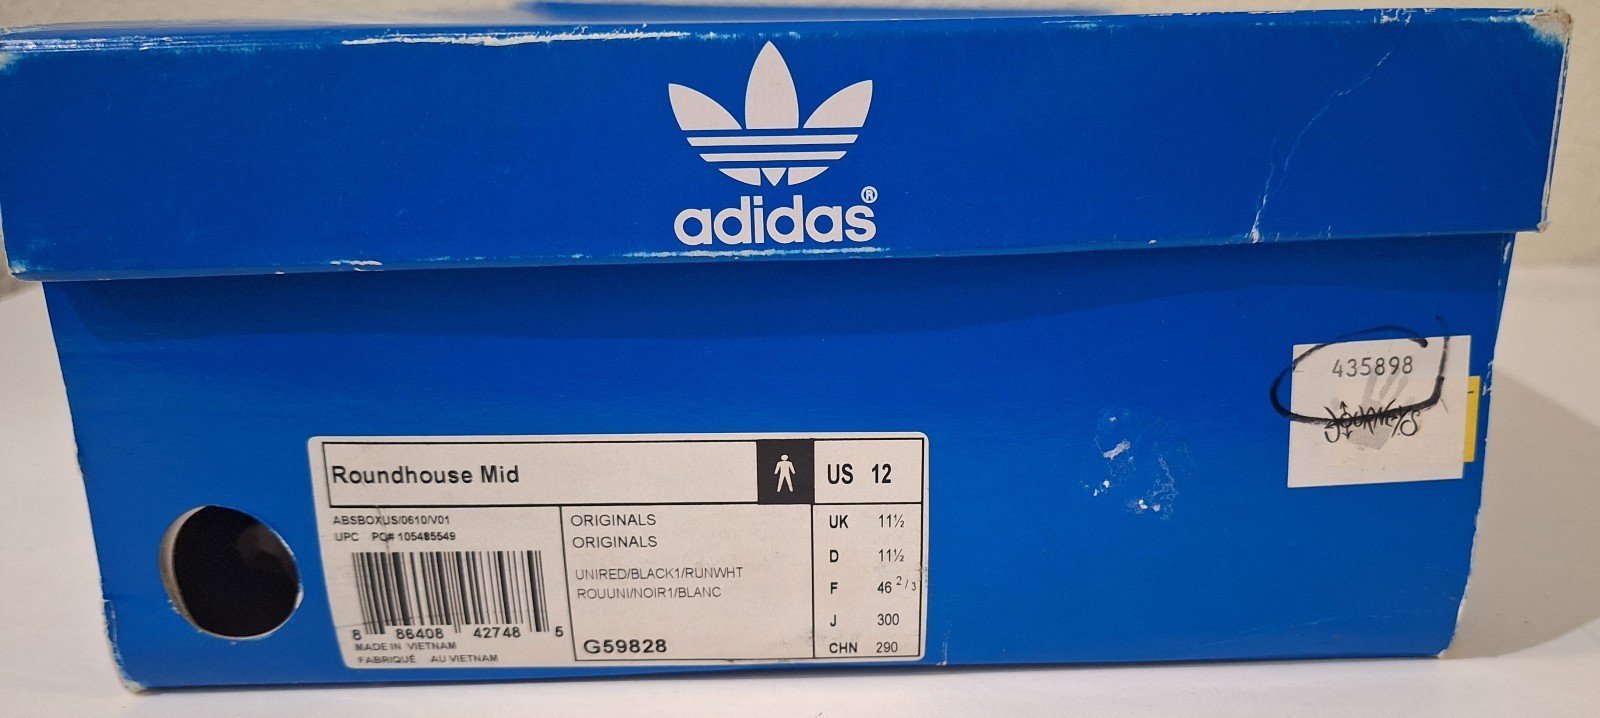 adidas®
435898
JOURNEYS
Roundhouse Mid
US 12
ABSBOXUS/0610/V01
UPC PO# 105485549
8 86408 42748 5
MADE IN VIETNAM
FABRIQUÉ AU VIETNAM
ORIGINALS
ORIGINALS
UNIRED/BLACK1/RUNWHT
ROUUNI/NOIR1/BLANC
G59828
UK 11½
D 11½
F 46 2/3
J 300
CHN 290